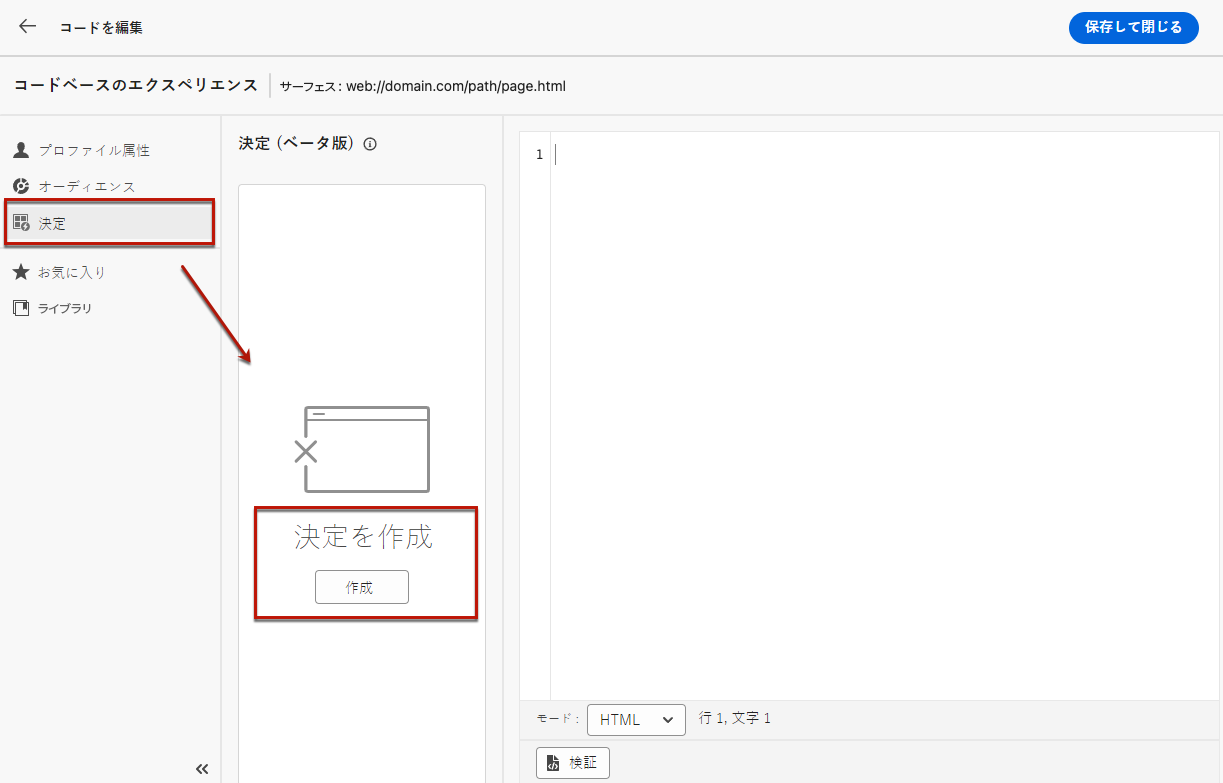 コードを編集
保存して閉じる
コードベースのエクスペリエンス
サーフェス: web://domain.com/path/page.html
プロファイル属性
オーディエンス
決定
お気に入り
ライブラリ
決定 (ベータ版)
決定を作成
作成
1
モード:
HTML
行 1, 文字 1
検証